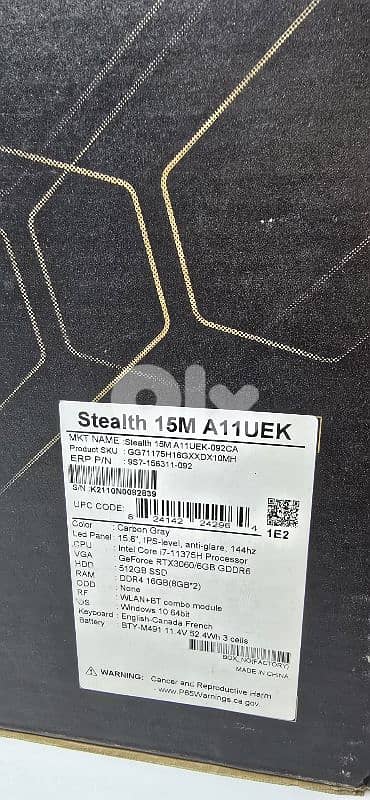 olx
Stealth 15M A11UEK
MKT NAME :Stealth 15M A11UEK-092CA
Product SKU : GG71175H16GXXDX10MH
ERP P/N : 9S7-156311-092
S/N :K2110N0092839
UPC CODE:
6 24142 24296 4
1E2
Color : Carbon Gray
Led Panel : 15.6", IPS-level, anti-glare, 144hz
CPU : Intel Core i7-11375H Processor
VGA : GeForce RTX3060/6GB GDDR6
HDD : 512GB SSD
RAM : DDR4 16GB(8GB*2)
ODD : None
RF : WLAN+BT combo module
OS : Windows 10 64bit
Keyboard : English-Canada French
Battery : BTY-M491 11.4V 52.4Wh 3 cells
BOX_NO(FACTORY)
MADE IN CHINA
WARNING: Cancer and Reproductive Harm
www.P65Warnings.ca.gov